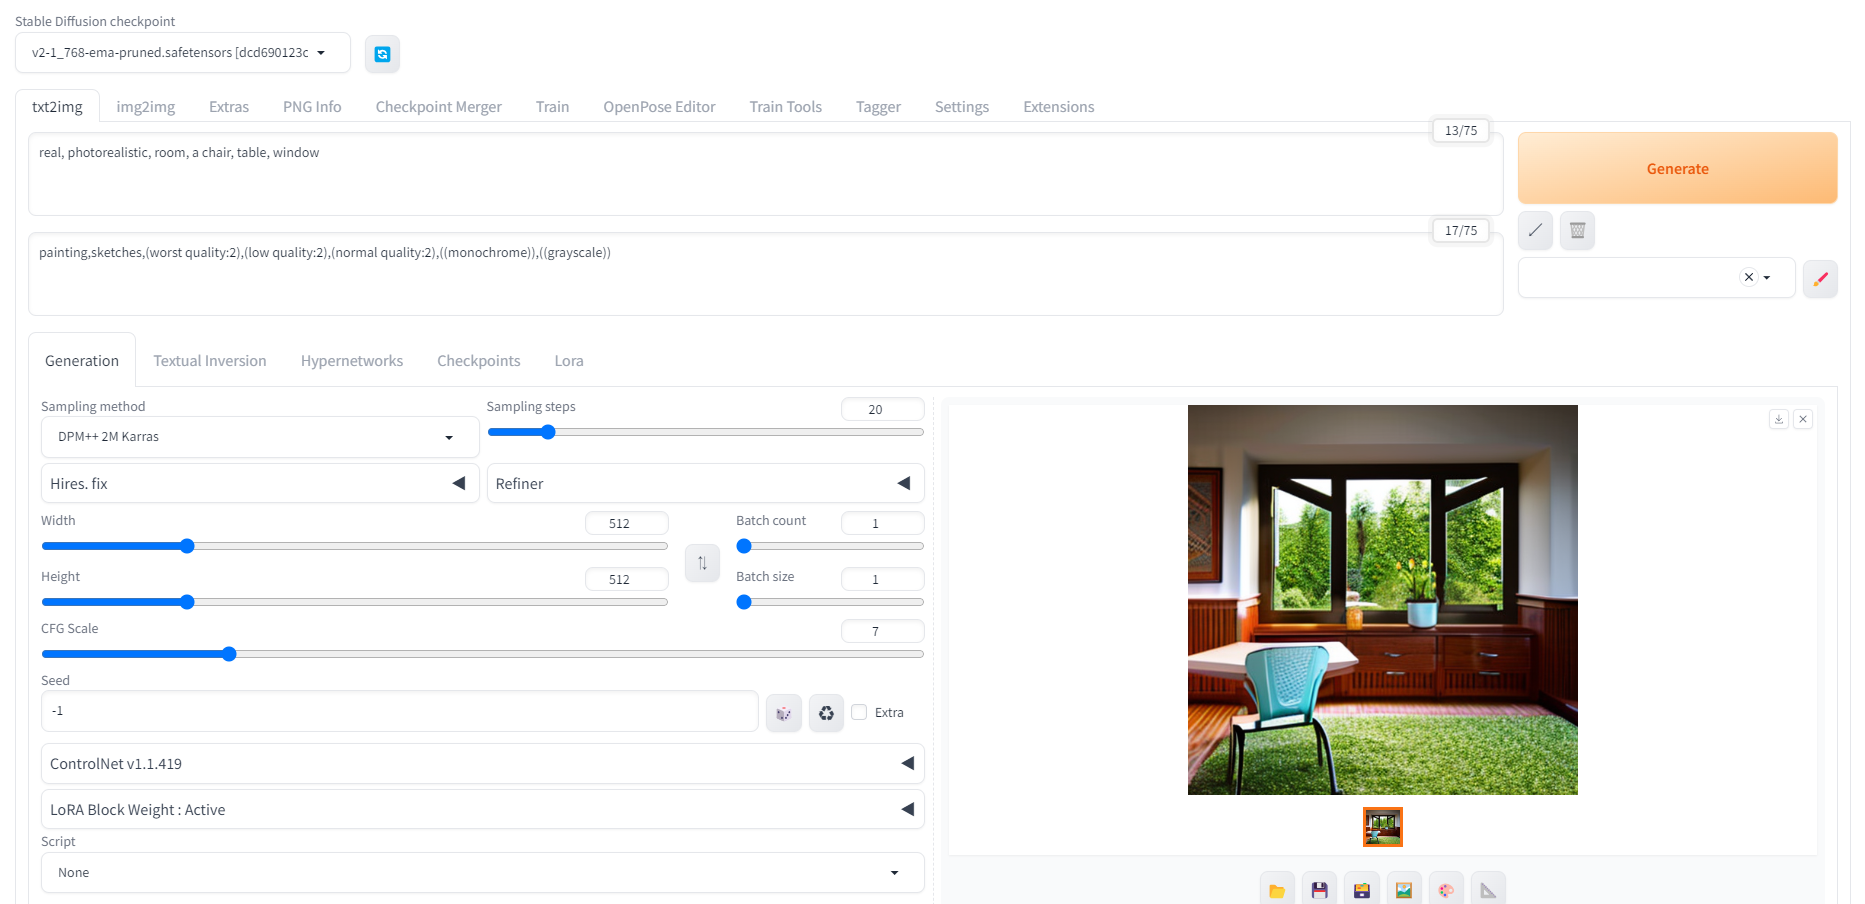 Stable Diffusion checkpoint
v2-1_768-ema-pruned.safetensors [dcd690123c
txt2img img2img Extras PNG Info Checkpoint Merger Train OpenPose Editor Train Tools Tagger Settings Extensions
13/75
real, photorealistic, room, a chair, table, window
Generate
17/75
painting,sketches,(worst quality:2),(low quality:2),(normal quality:2),((monochrome)),((grayscale))
Generation Textual Inversion Hypernetworks Checkpoints Lora
Sampling method
DPM++ 2M Karras
Sampling steps 20
Hires. fix
Refiner
Width 512
Batch count 1
Height 512
Batch size 1
CFG Scale 7
Seed
-1
Extra
ControlNet v1.1.419
LoRA Block Weight : Active
Script
None